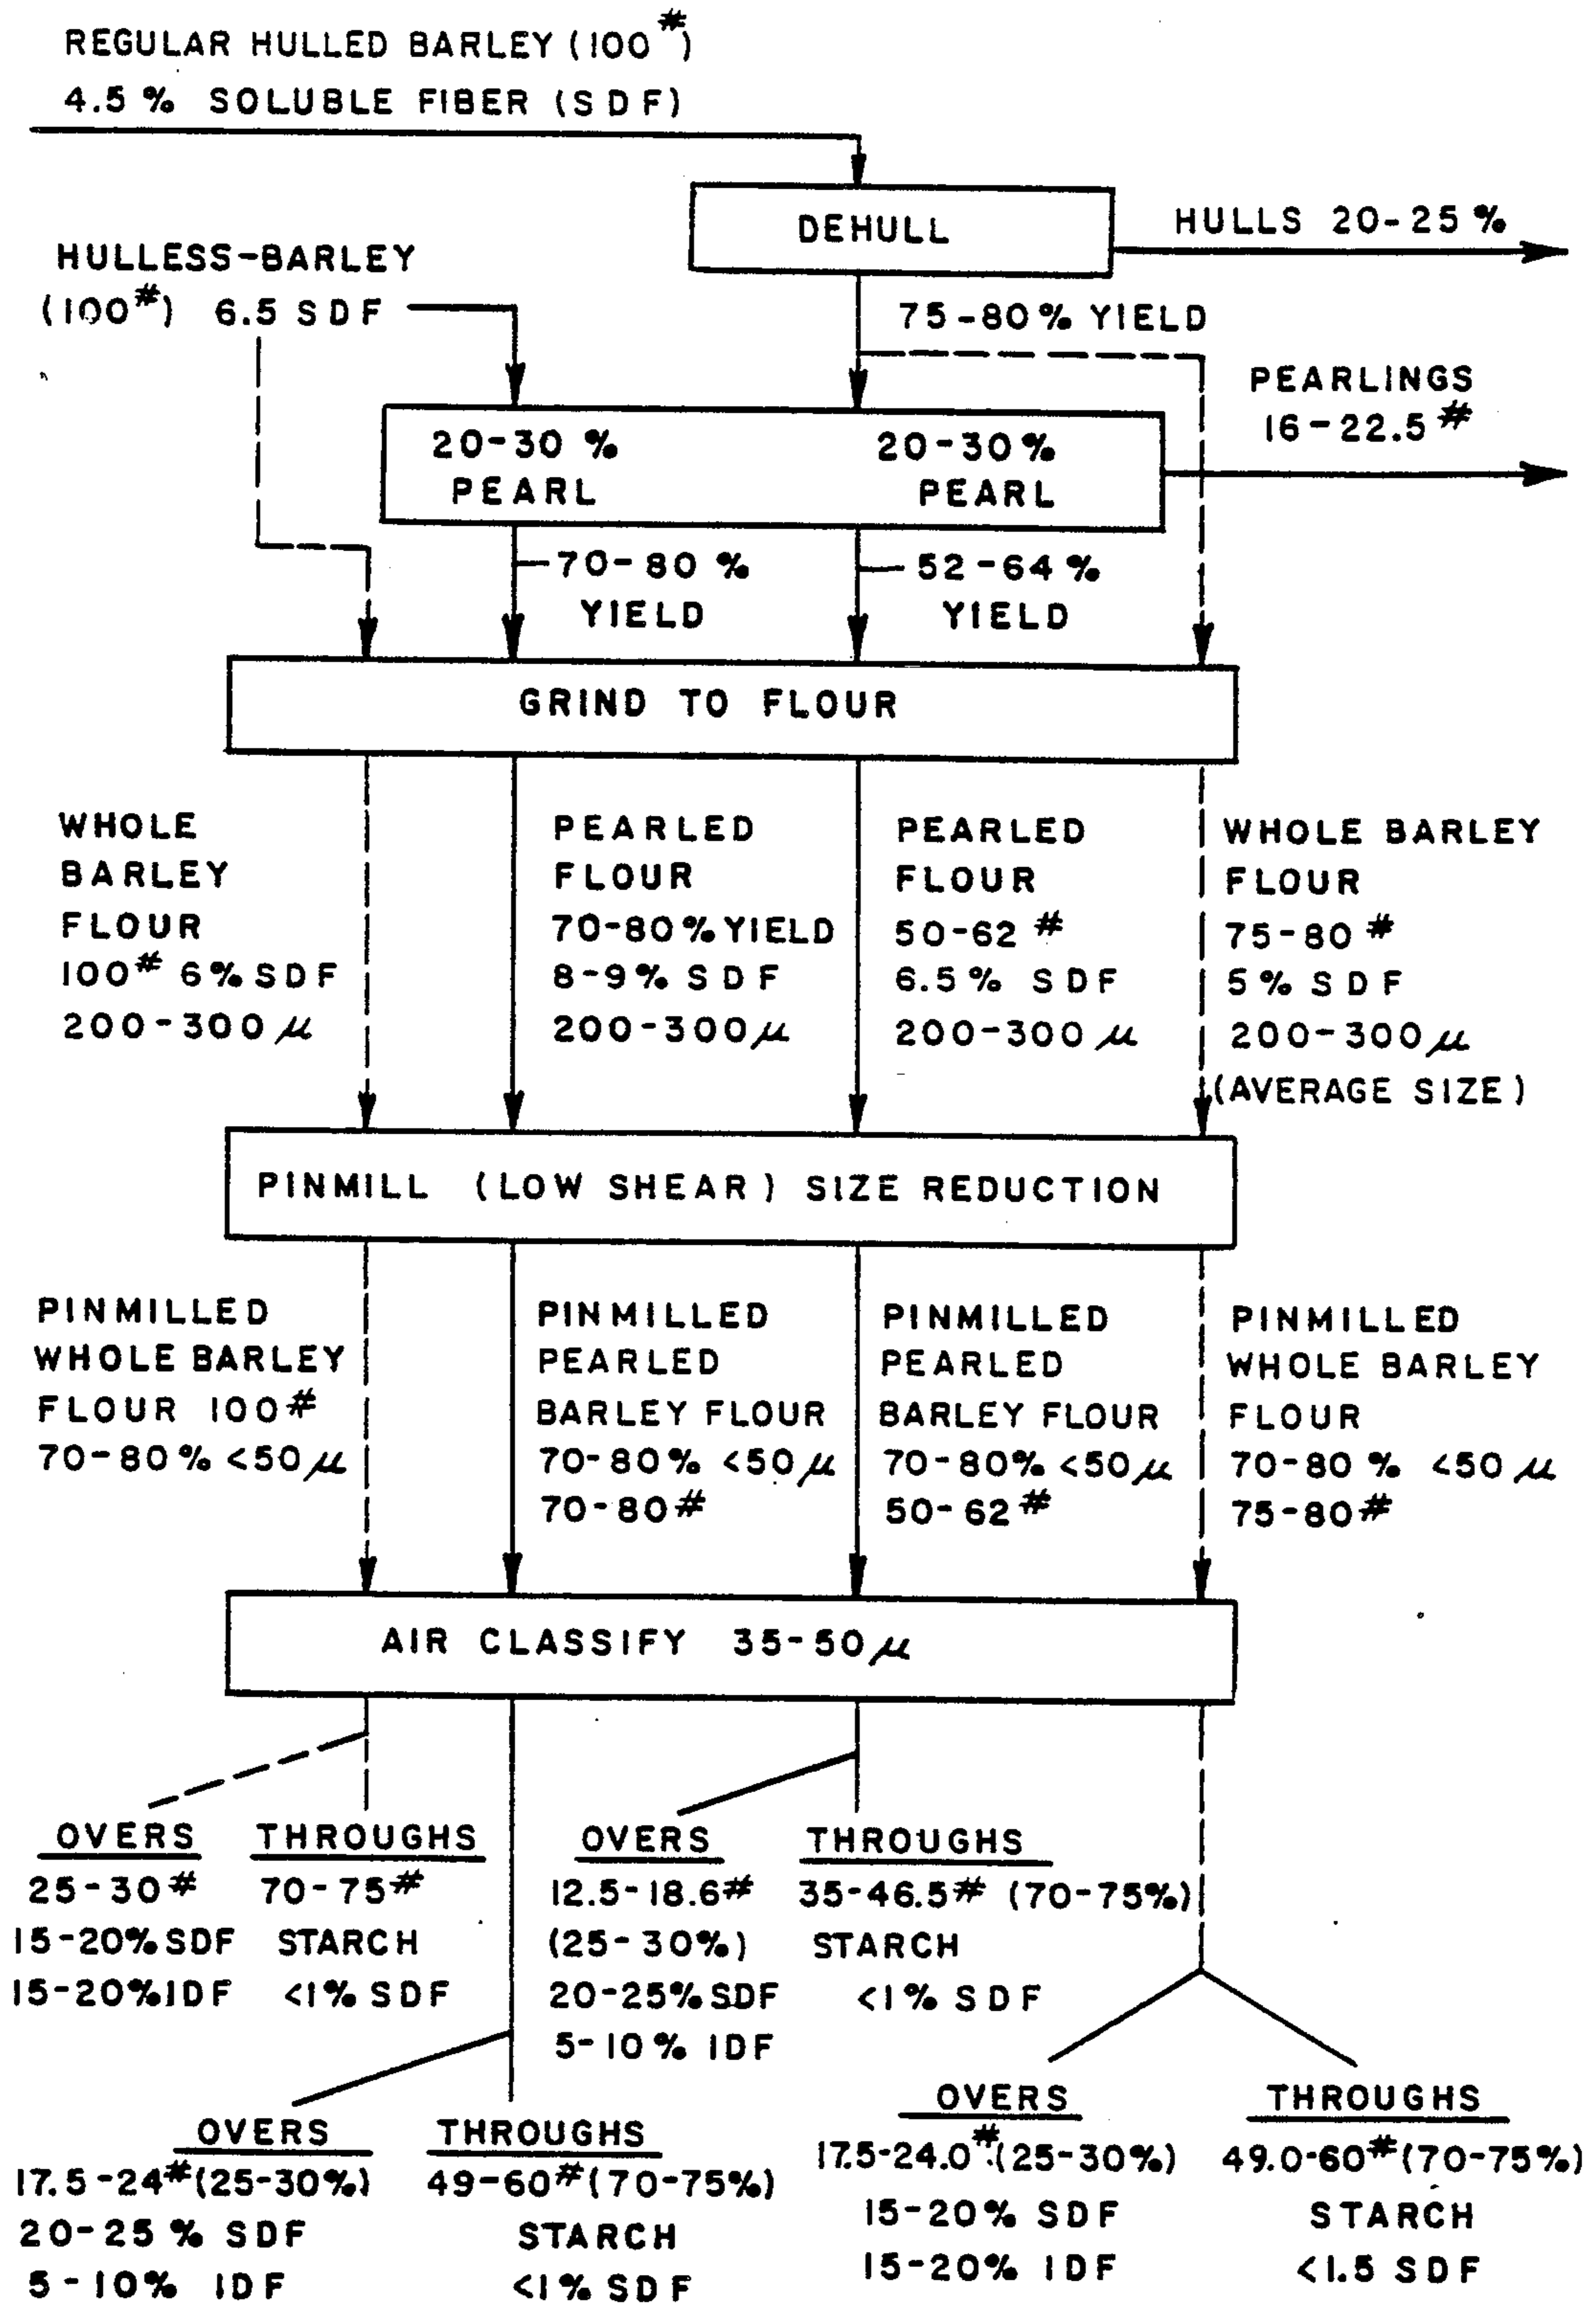 REGULAR HULLED BARLEY (100#)
4.5% SOLUBLE FIBER (SDF)
DEHULL
HULLS 20-25%
HULLESS-BARLEY
(100#) 6.5 SDF
75-80% YIELD
PEARLINGS
16-22.5#
20-30%
PEARL
20-30%
PEARL
70-80%
YIELD
52-64%
YIELD
GRIND TO FLOUR
WHOLE
BARLEY
FLOUR
100# 6% SDF
200-300μ
PEARLED
FLOUR
70-80% YIELD
8-9% SDF
200-300μ
PEARLED
FLOUR
50-62#
6.5% SDF
200-300μ
WHOLE BARLEY
FLOUR
75-80#
5% SDF
200-300μ
(AVERAGE SIZE)
PINMILL (LOW SHEAR) SIZE REDUCTION
PINMILLED
WHOLE BARLEY
FLOUR 100#
70-80% <50μ
PINMILLED
PEARLED
BARLEY FLOUR
70-80% <50μ
70-80#
PINMILLED
PEARLED
BARLEY FLOUR
70-80% <50μ
50-62#
PINMILLED
WHOLE BARLEY
FLOUR
70-80% <50μ
75-80#
AIR CLASSIFY 35-50μ
OVERS
25-30#
15-20% SDF
15-20% IDF
THROUGHS
70-75#
STARCH
<1% SDF
OVERS
12.5-18.6#
(25-30%)
20-25% SDF
5-10% IDF
THROUGHS
35-46.5# (70-75%)
STARCH
<1% SDF
OVERS
17.5-24# (25-30%)
20-25% SDF
5-10% IDF
THROUGHS
49-60# (70-75%)
STARCH
<1% SDF
OVERS
17.5-24.0# (25-30%)
15-20% SDF
15-20% IDF
THROUGHS
49.0-60# (70-75%)
STARCH
<1.5 SDF